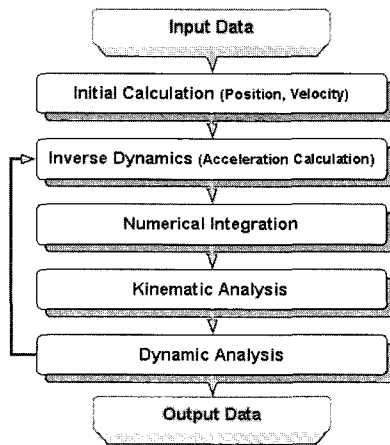 Input Data
Initial Calculation (Position, Velocity)
Inverse Dynamics (Acceleration Calculation)
Numerical Integration
Kinematic Analysis
Dynamic Analysis
Output Data